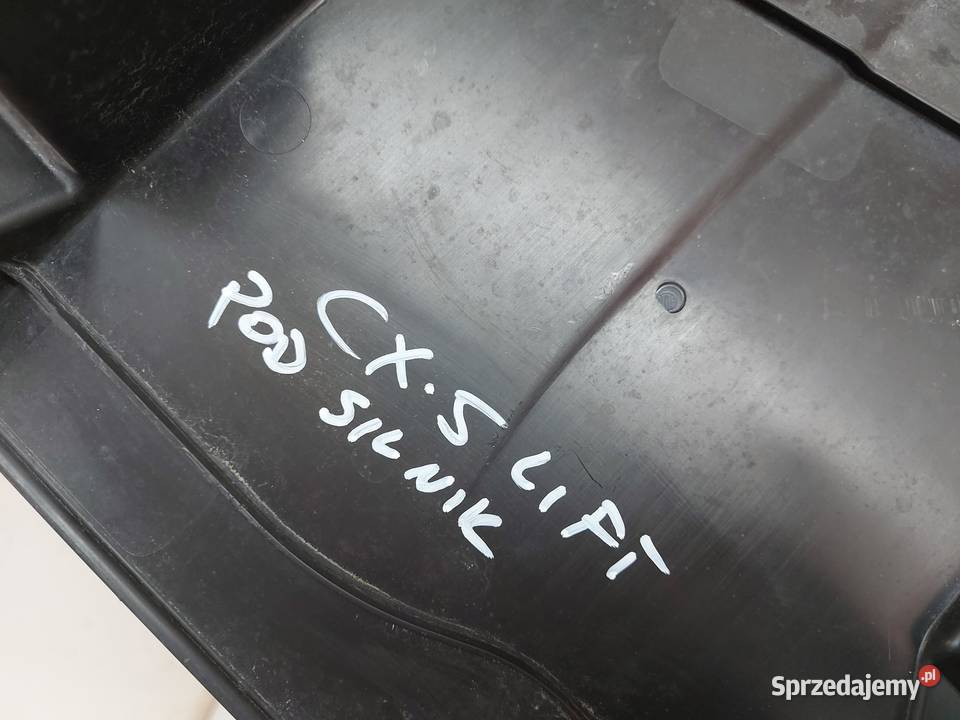 CX.5 LIFT
POD SILNIK
Sprzedajemy.pl